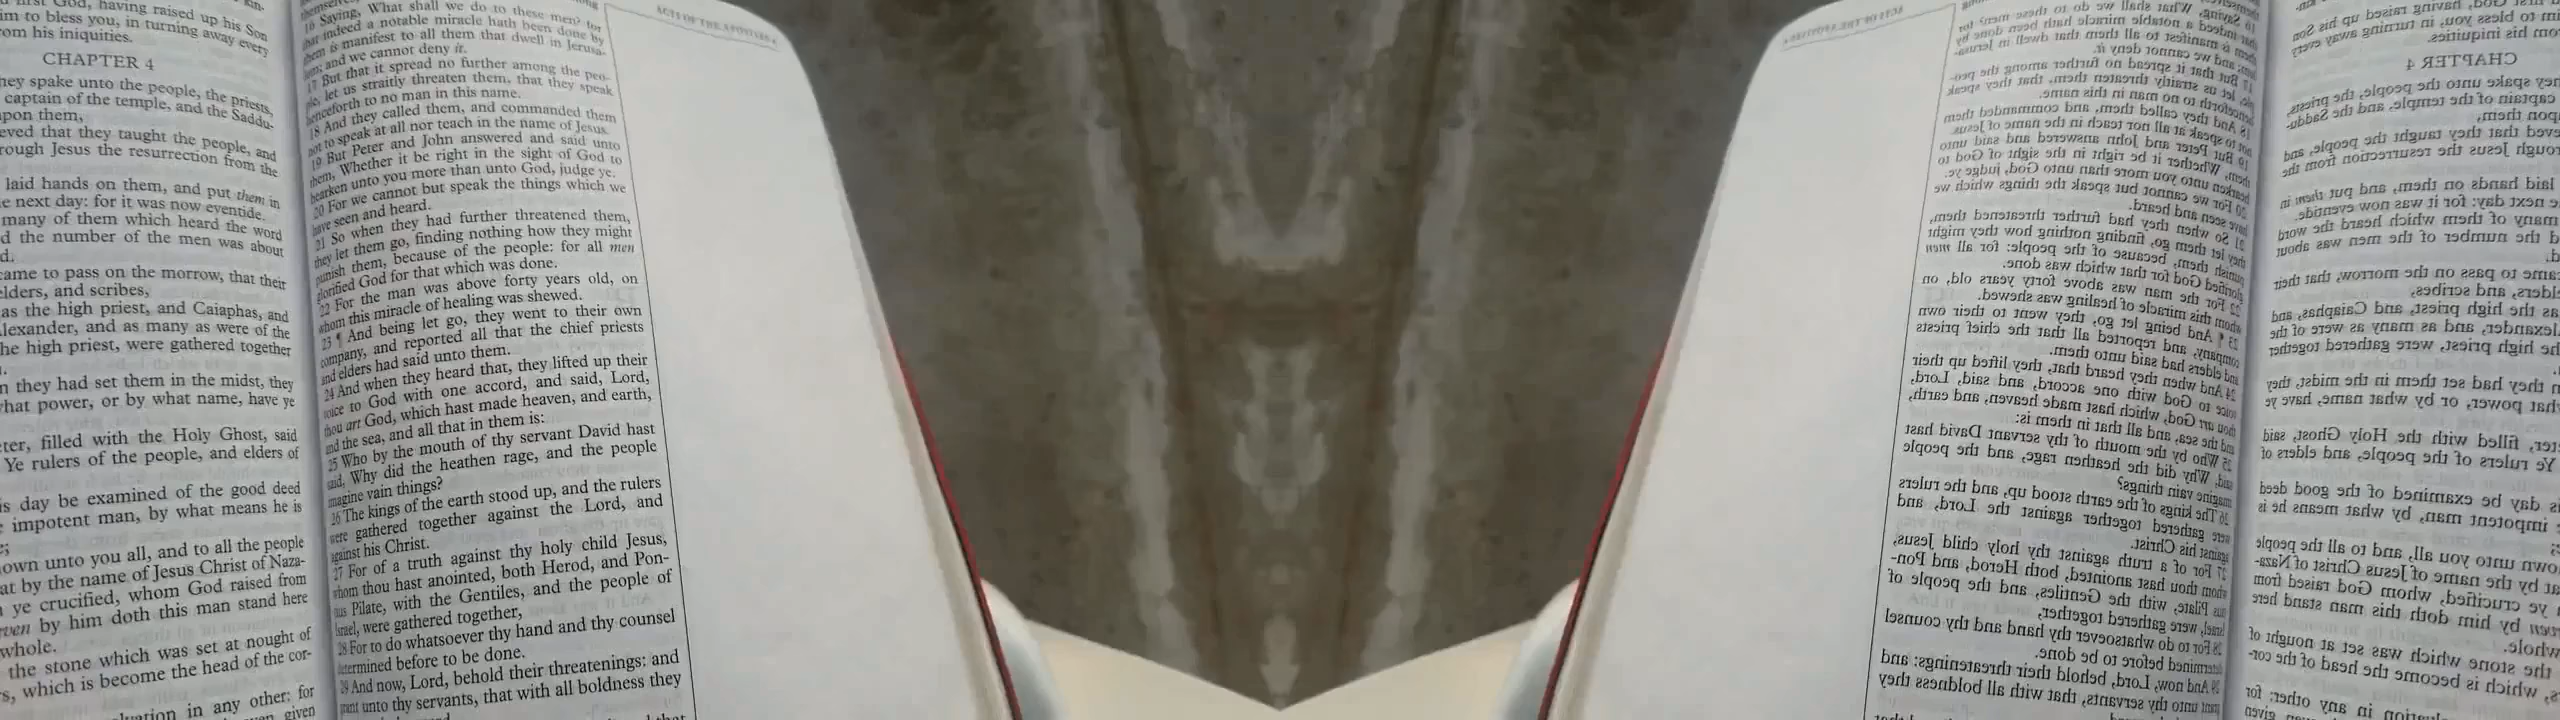 im to bless you, in turning away every
om his iniquities.
CHAPTER 4
hey spake unto the people, the priests,
captain of the temple, and the Saddu-
upon them,
eved that they taught the people, and
rough Jesus the resurrection from the
laid hands on them, and put them in
e next day: for it was now eventide.
many of them which heard the word
d the number of the men was about
d.
came to pass on the morrow, that their
elders, and scribes,
as the high priest, and Caiaphas, and
lexander, and as many as were of the
he high priest, were gathered together
n they had set them in the midst, they
what power, or by what name, have ye
eter, filled with the Holy Ghost, said
Ye rulers of the people, and elders of
is day be examined of the good deed
e impotent man, by what means he is
own unto you all, and to all the people
at by the name of Jesus Christ of Naza-
ye crucified, whom God raised from
ven by him doth this man stand here
whole.
the stone which was set at nought of
s, which is become the head of the cor-
in any other: for
given
ACTS OF THE APOSTLES
16 Saying, What shall we do to these men? for
that indeed a notable miracle hath been done by
them is manifest to all them that dwell in Jerusa-
lem; and we cannot deny it.
17 But that it spread no further among the peo-
ple, let us straitly threaten them, that they speak
henceforth to no man in this name.
18 And they called them, and commanded them
not to speak at all nor teach in the name of Jesus.
19 But Peter and John answered and said unto
them, Whether it be right in the sight of God to
hearken unto you more than unto God, judge ye.
20 For we cannot but speak the things which we
have seen and heard.
21 So when they had further threatened them,
they let them go, finding nothing how they might
punish them, because of the people: for all men
glorified God for that which was done.
22 For the man was above forty years old, on
whom this miracle of healing was shewed.
23 ¶ And being let go, they went to their own
company, and reported all that the chief priests
and elders had said unto them.
24 And when they heard that, they lifted up their
voice to God with one accord, and said, Lord,
thou art God, which hast made heaven, and earth,
and the sea, and all that in them is:
25 Who by the mouth of thy servant David hast
said, Why did the heathen rage, and the people
imagine vain things?
26 The kings of the earth stood up, and the rulers
were gathered together against the Lord, and
against his Christ.
27 For of a truth against thy holy child Jesus,
whom thou hast anointed, both Herod, and Pon-
tius Pilate, with the Gentiles, and the people of
Israel, were gathered together,
28 For to do whatsoever thy hand and thy counsel
determined before to be done.
29 And now, Lord, behold their threatenings: and
grant unto thy servants, that with all boldness they